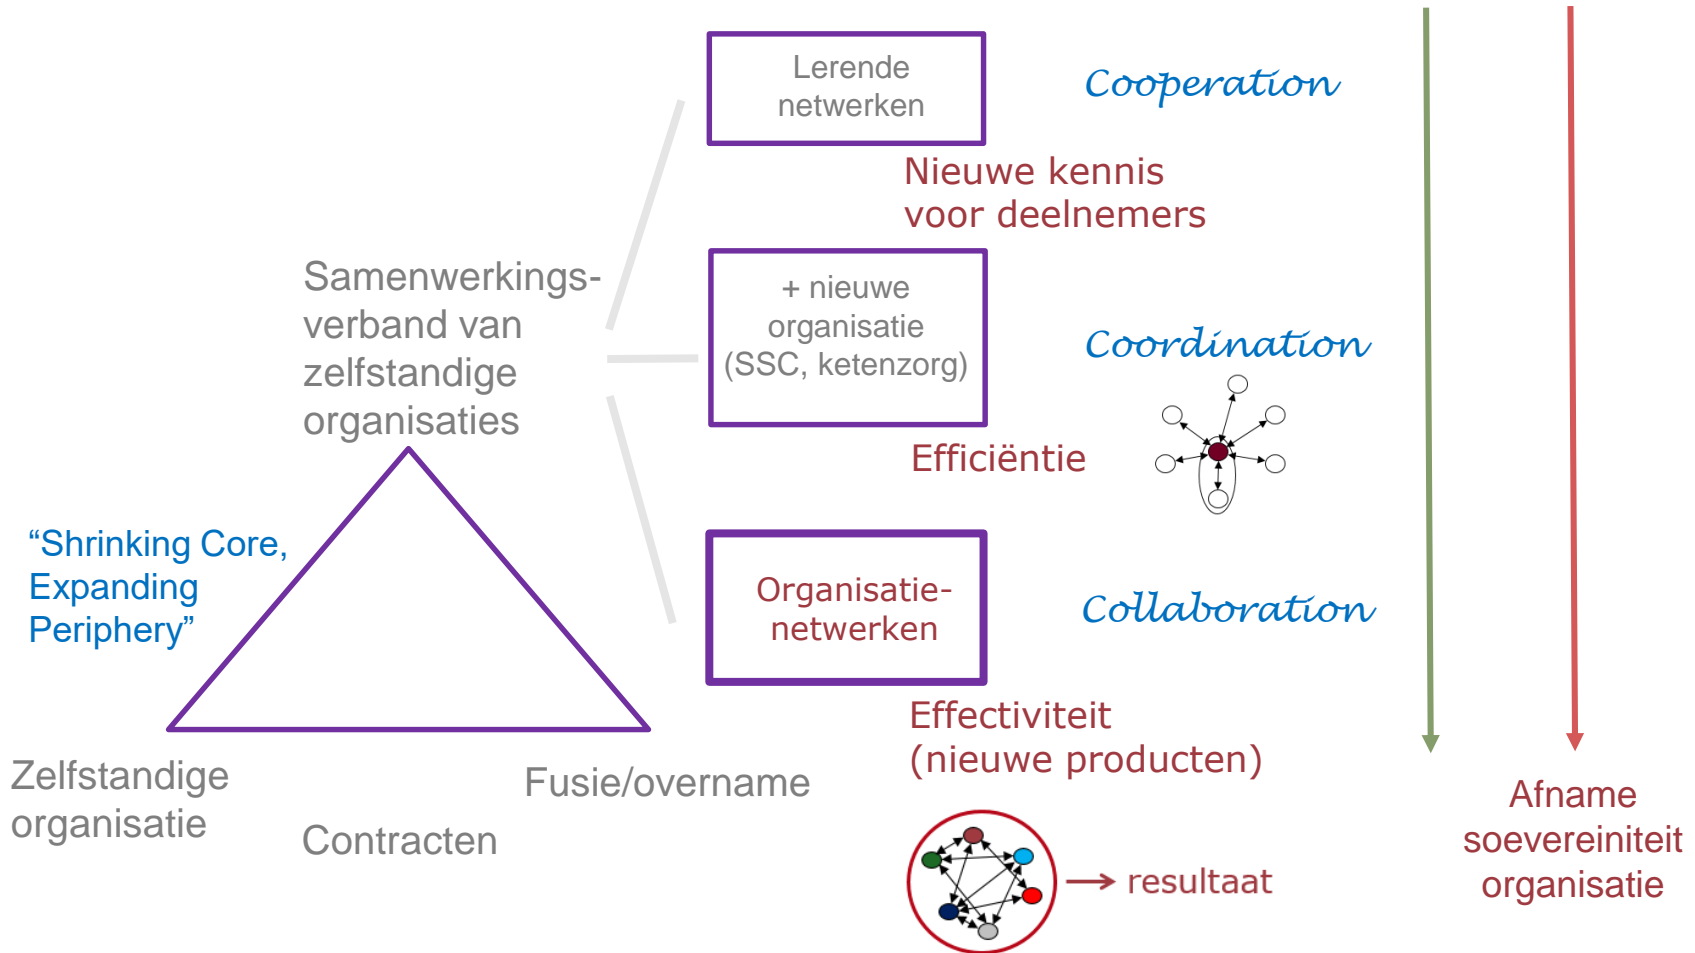 Lerende
netwerken
Cooperation
Nieuwe kennis
voor deelnemers
Samenwerkings-
verband van
zelfstandige
organisaties
+ nieuwe
organisatie
(SSC, ketenzorg)
Coordination
Efficiëntie
“Shrinking Core,
Expanding
Periphery”
Organisatie-
netwerken
Collaboration
Effectiviteit
(nieuwe producten)
Zelfstandige
organisatie
Contracten
Fusie/overname
resultaat
Afname
soevereiniteit
organisatie